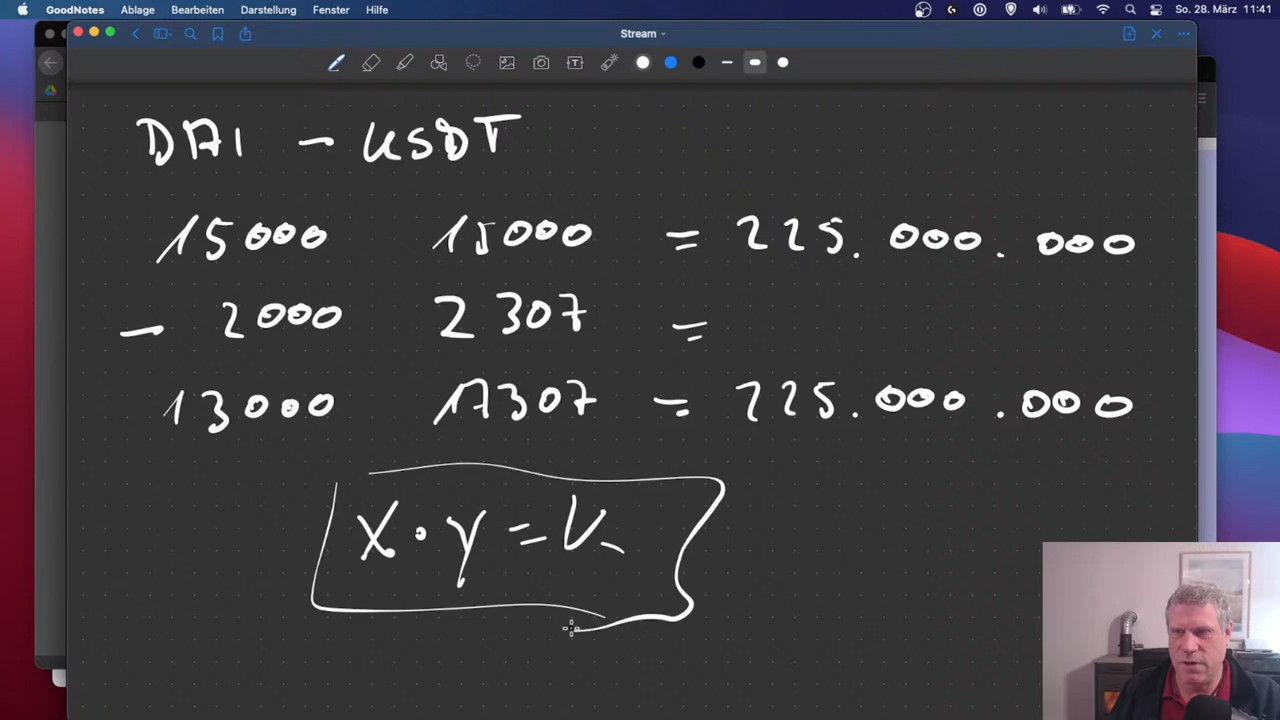 GoodNotes Ablage Bearbeiten Darstellung Fenster Hilfe So. 28. März 11:41
Stream
T
DAI - USDT
15000 15000 = 225.000.000
- 2000 2307 =
13000 17307 = 225.000.000
X · y = K